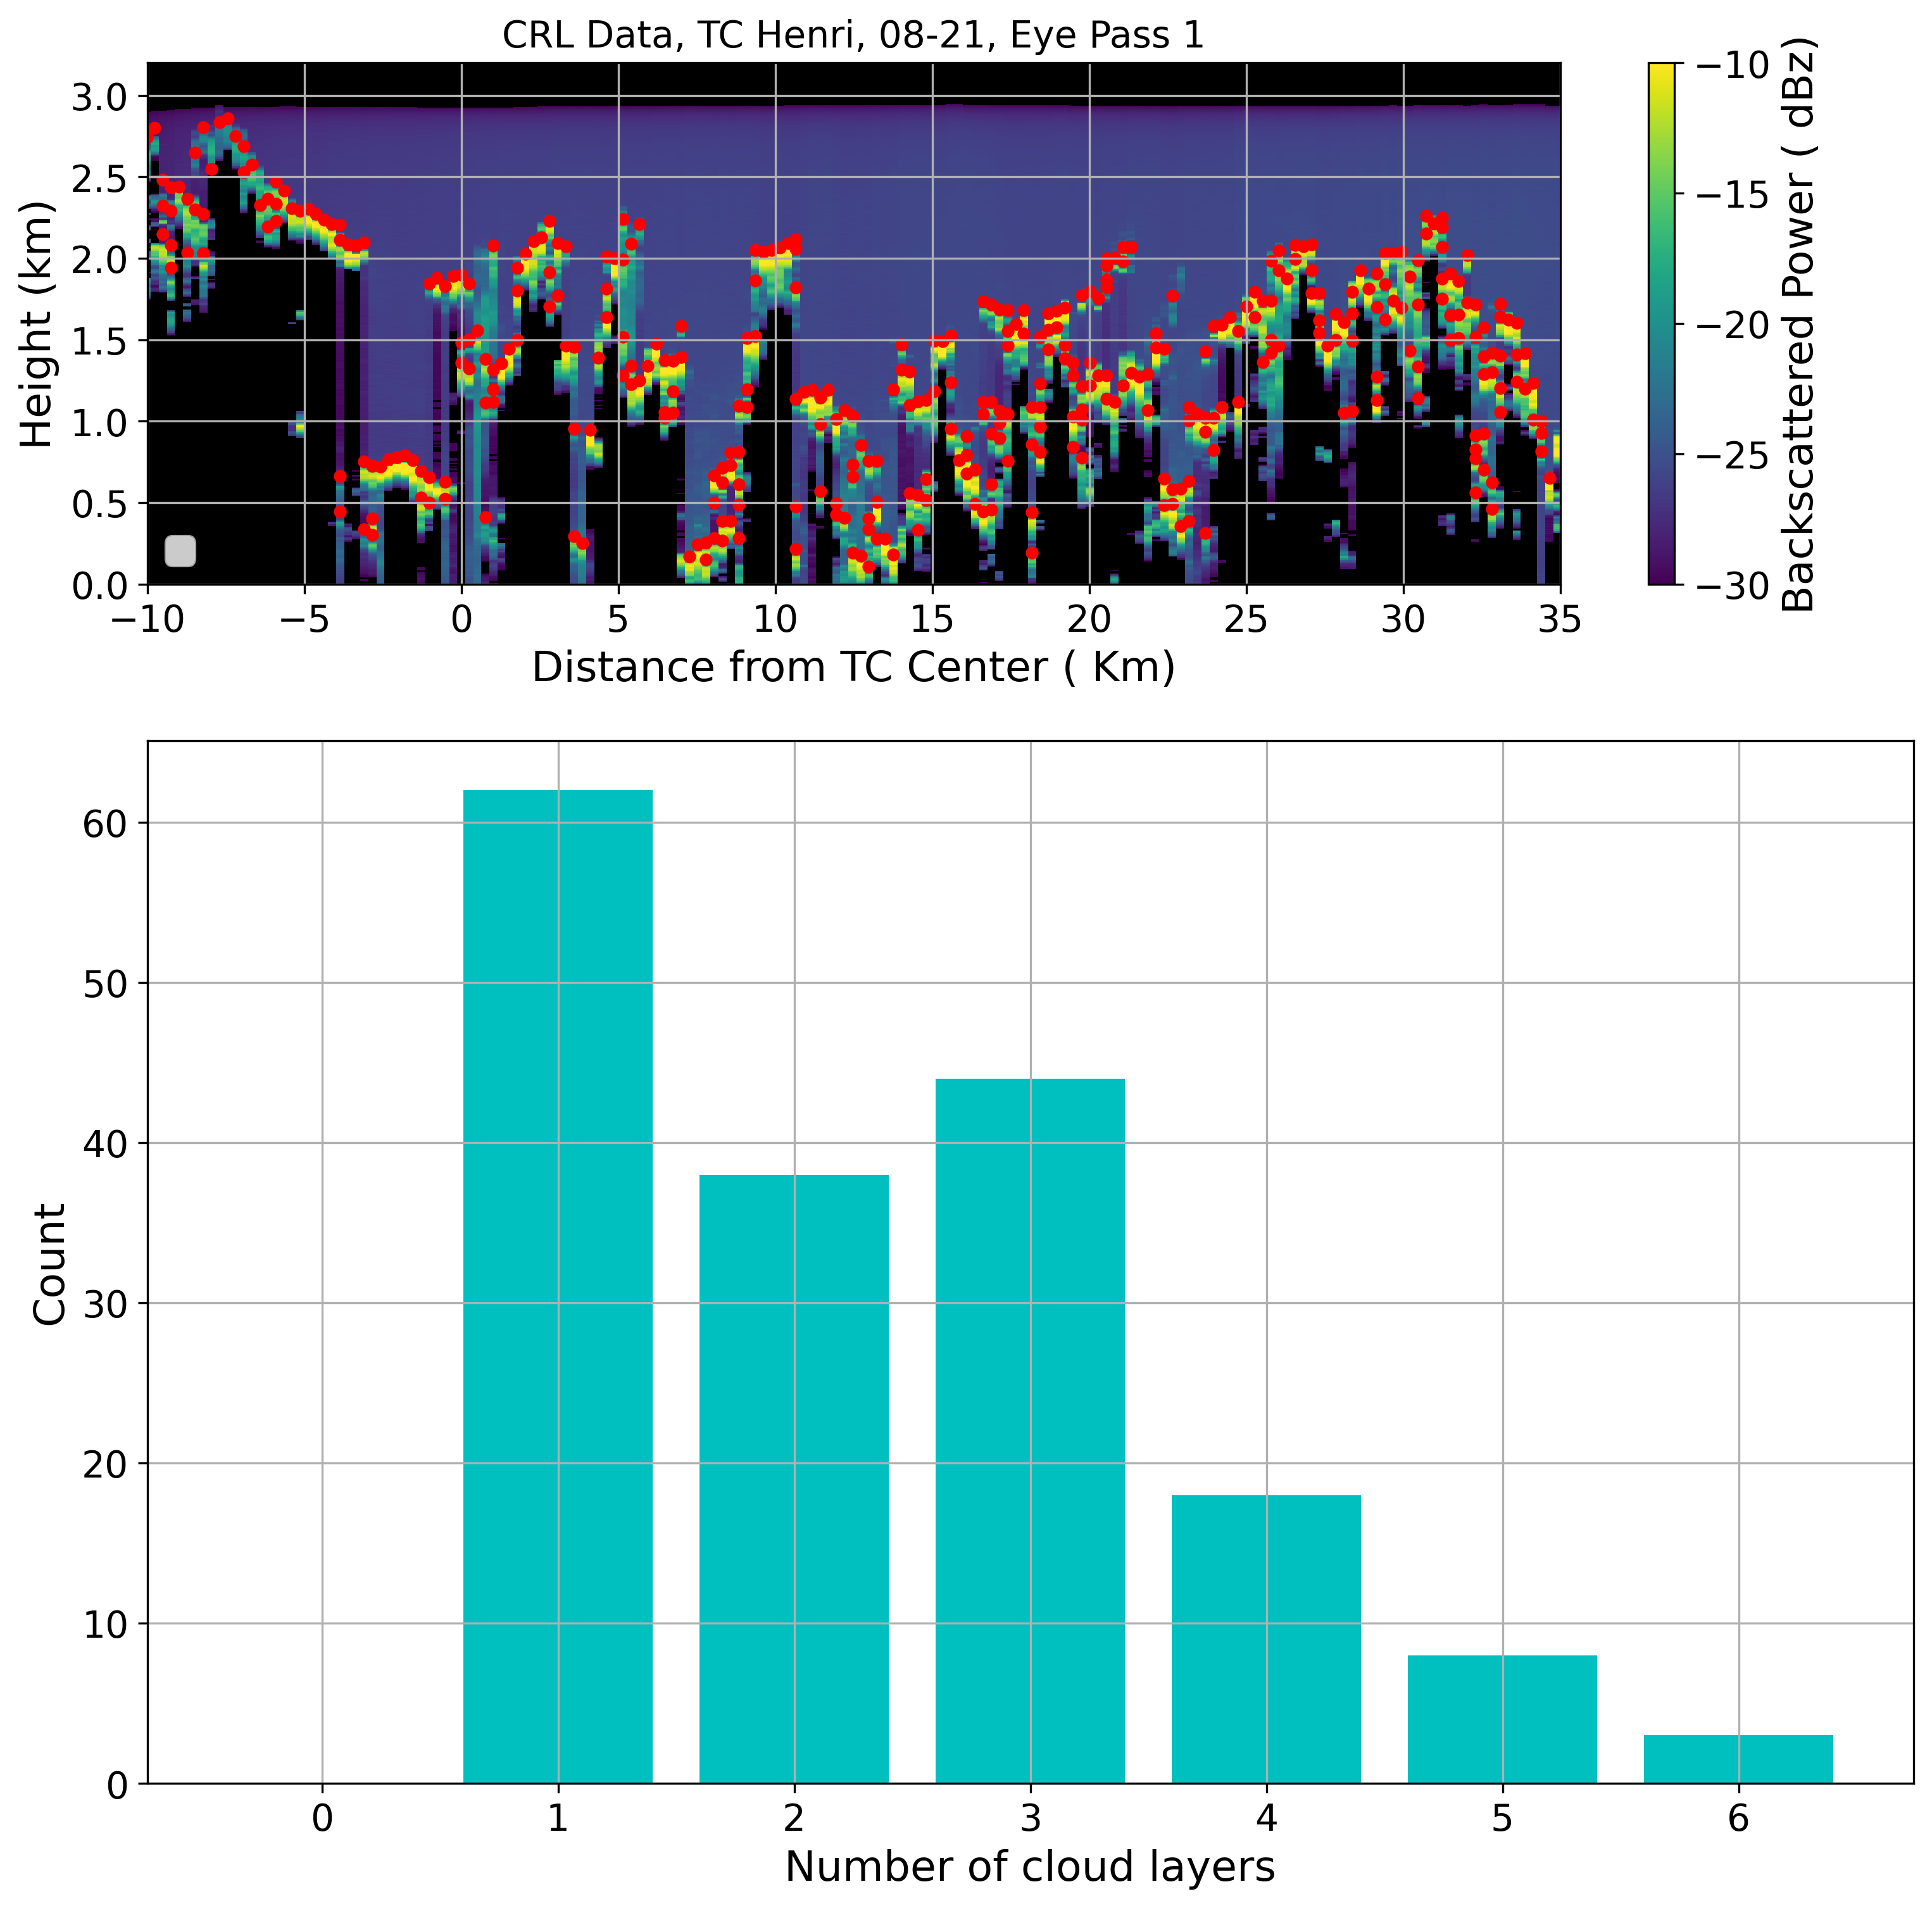 CRL Data, TC Henri, 08-21, Eye Pass 1
Height (km)
3.0
2.5
2.0
1.5
1.0
0.5
0.0
−10 −5 0 5 10 15 20 25 30 35
Distance from TC Center ( Km)
−10
−15
−20
−25
−30
Backscattered Power ( dBz)
Count
60
50
40
30
20
10
0
0 1 2 3 4 5 6
Number of cloud layers